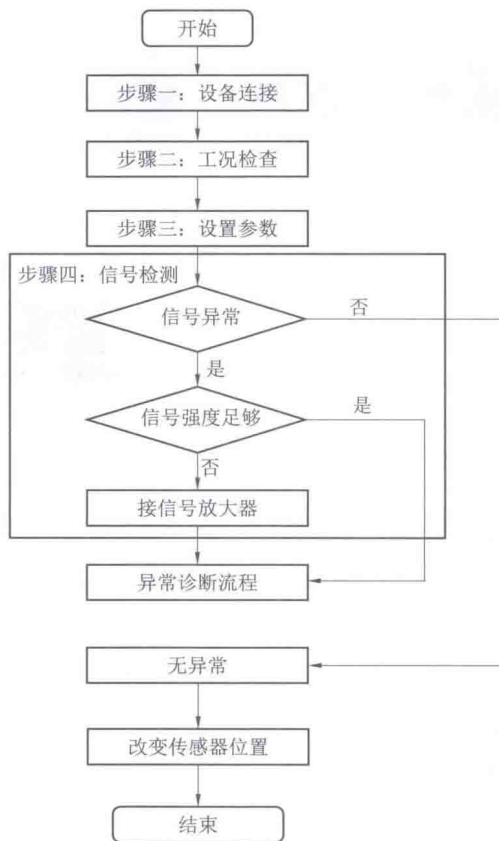 开始
步骤一：设备连接
步骤二：工况检查
步骤三：设置参数
步骤四：信号检测
信号异常
否
是
信号强度足够
是
否
接信号放大器
异常诊断流程
无异常
改变传感器位置
结束